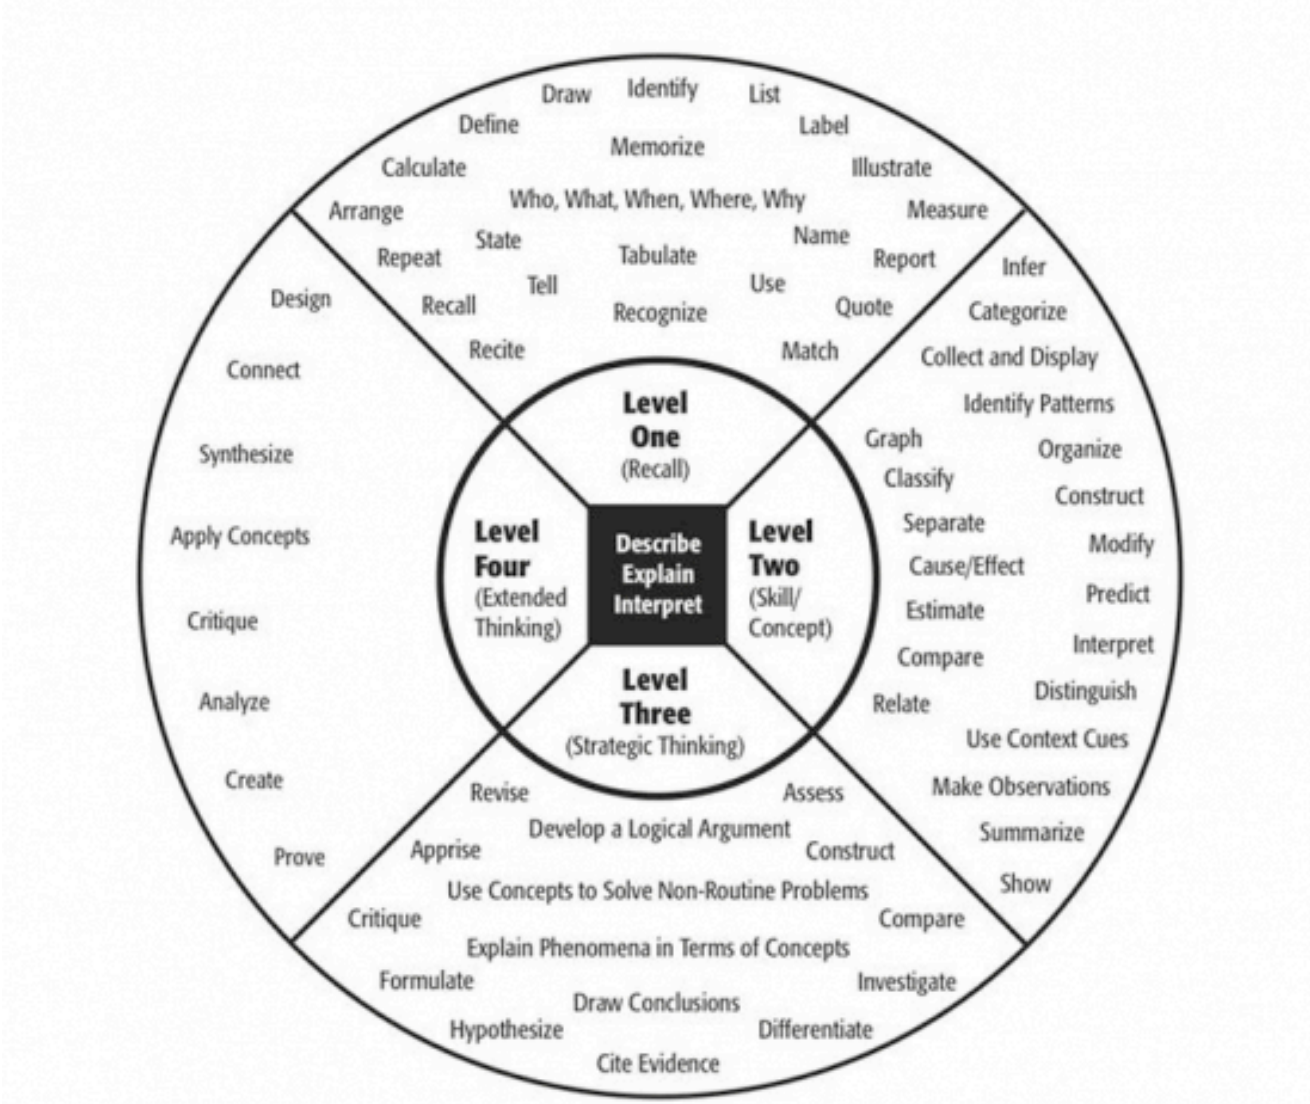 Draw
Identify
List
Define
Label
Memorize
Calculate
Illustrate
Who, What, When, Where, Why
Arrange
Measure
State
Name
Repeat
Tabulate
Report
Tell
Use
Recall
Recognize
Quote
Recite
Match
Level
One
(Recall)
Infer
Categorize
Collect and Display
Identify Patterns
Graph
Organize
Classify
Construct
Separate
Modify
Cause/Effect
Predict
Estimate
Interpret
Compare
Distinguish
Relate
Use Context Cues
Make Observations
Summarize
Show
Level
Two
(Skill/
Concept)
Describe
Explain
Interpret
Level
Three
(Strategic Thinking)
Revise
Assess
Develop a Logical Argument
Apprise
Construct
Use Concepts to Solve Non-Routine Problems
Critique
Compare
Explain Phenomena in Terms of Concepts
Formulate
Investigate
Draw Conclusions
Hypothesize
Differentiate
Cite Evidence
Level
Four
(Extended
Thinking)
Design
Connect
Synthesize
Apply Concepts
Critique
Analyze
Create
Prove